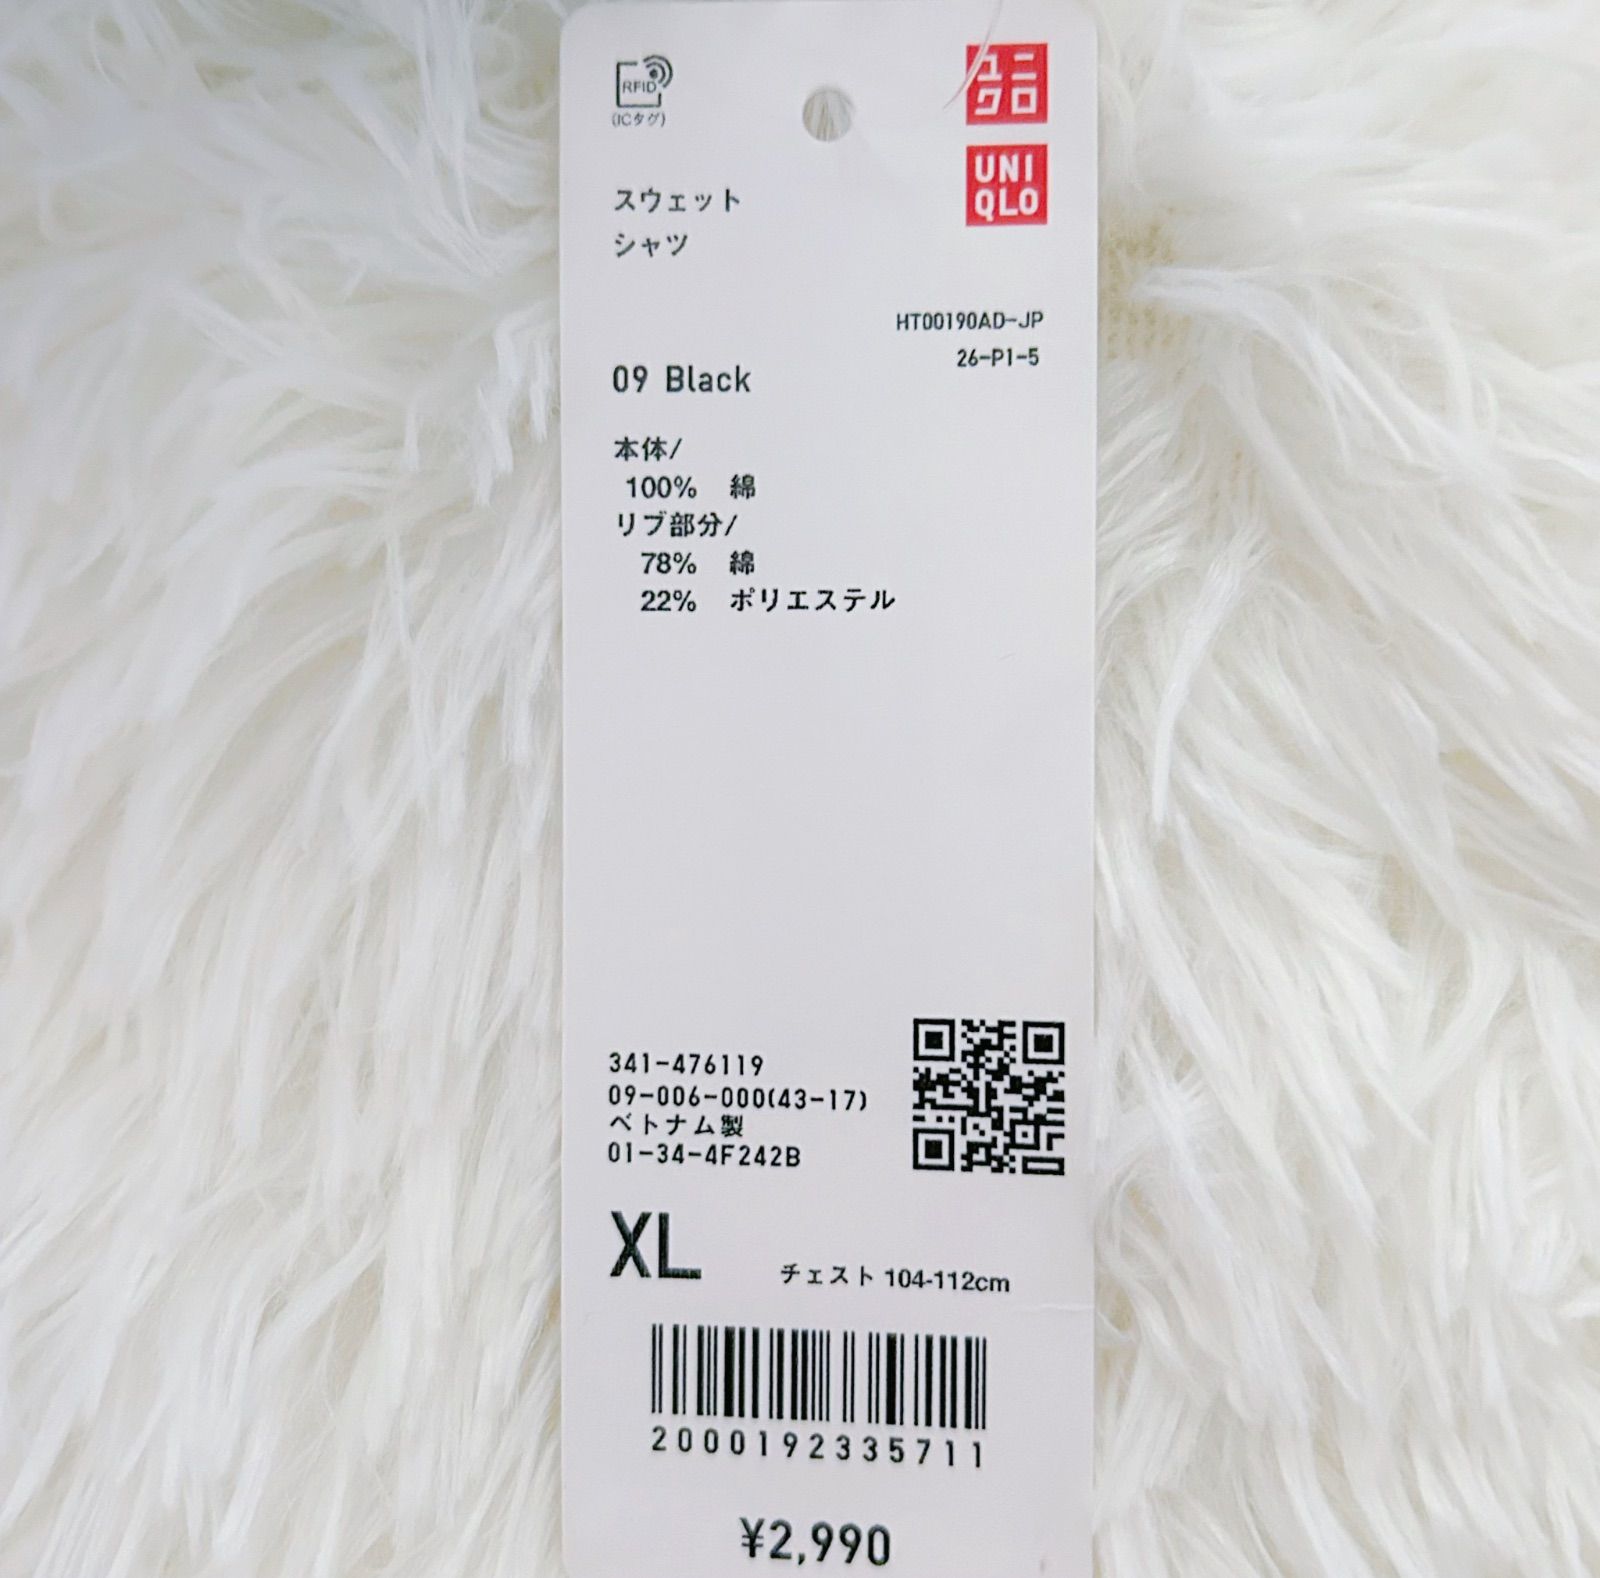 RFID
(ICタグ)
ユニ
クロ
UNI
QLO
スウェット
シャツ
HT00190AD-JP
26-P1-5
09 Black
本体/
100% 綿
リブ部分/
78% 綿
22% ポリエステル
341-476119
09-006-000(43-17)
ベトナム製
01-34-4F242B
XL チェスト 104-112cm
2000192335711
¥2,990